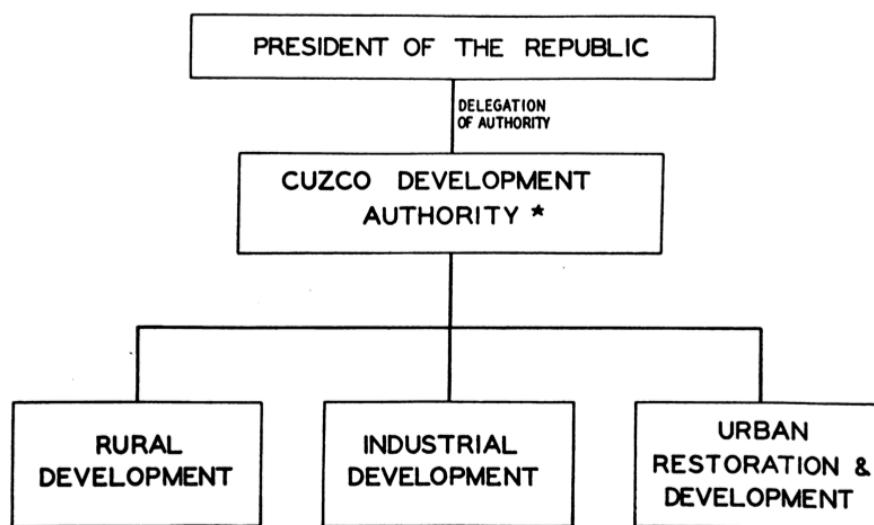 PRESIDENT OF THE REPUBLIC
DELEGATION
OF AUTHORITY
CUZCO DEVELOPMENT
AUTHORITY *
RURAL
DEVELOPMENT
INDUSTRIAL
DEVELOPMENT
URBAN
RESTORATION &
DEVELOPMENT